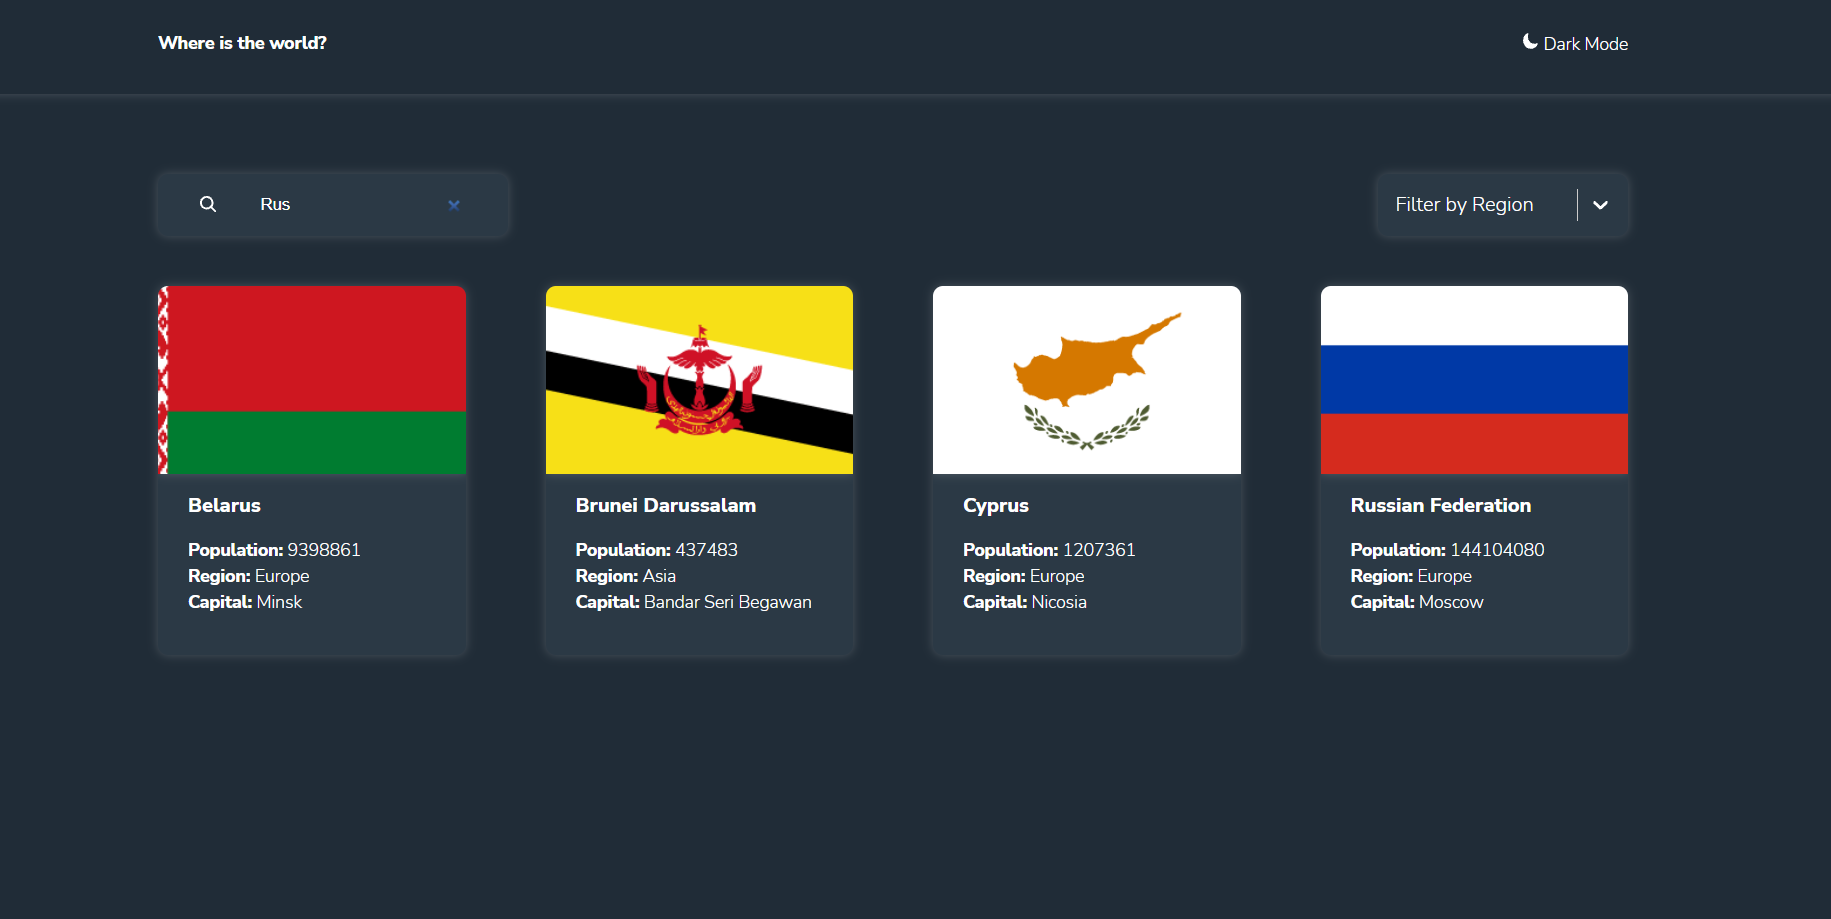 Where is the world?
Dark Mode
Rus
Filter by Region
Belarus
Population: 9398861
Region: Europe
Capital: Minsk
Brunei Darussalam
Population: 437483
Region: Asia
Capital: Bandar Seri Begawan
Cyprus
Population: 1207361
Region: Europe
Capital: Nicosia
Russian Federation
Population: 144104080
Region: Europe
Capital: Moscow